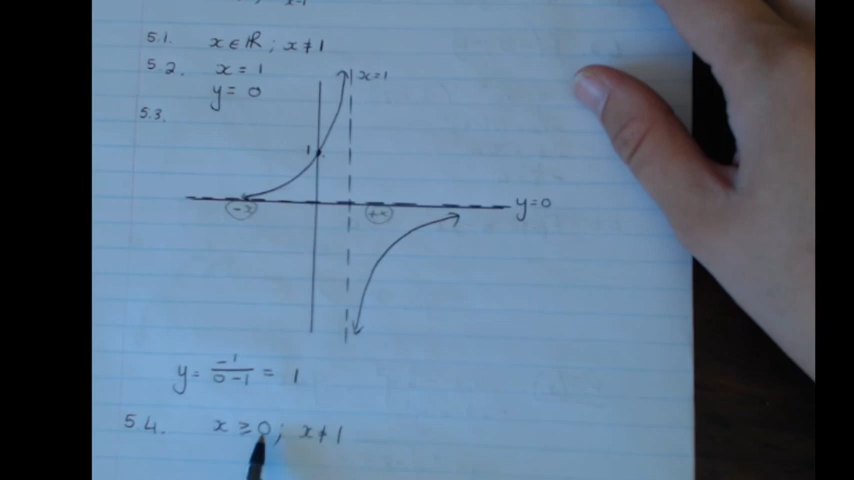 x-1
5.1. x ∈ ℝ ; x ≠ 1
5.2. x = 1
y = 0
5.3.
x=1
1
-x
+x
y=0
y = -1/(0-1) = 1
5.4. x ≥ 0; x ≠ 1